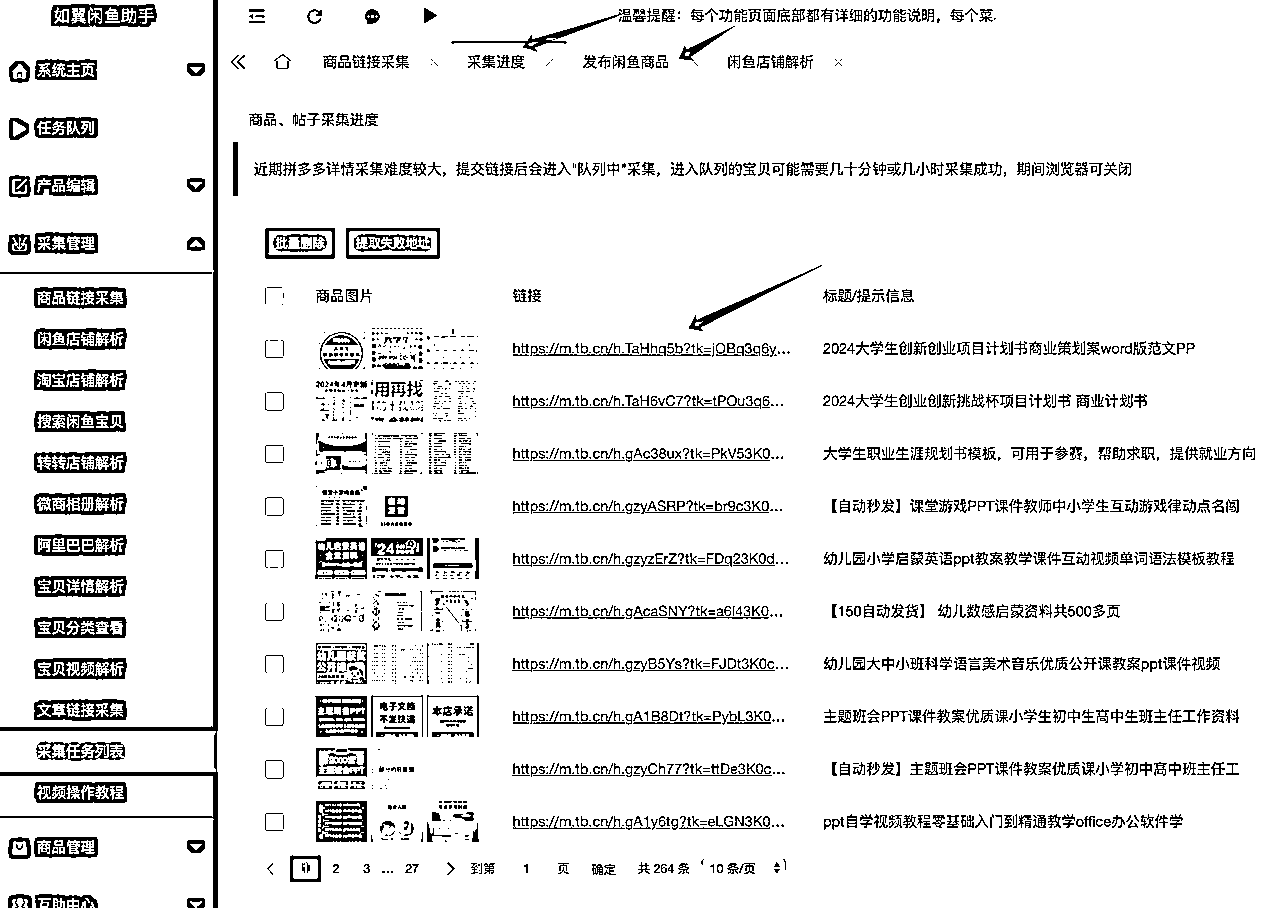 如翼闲鱼助手
系统主页
任务队列
产品编辑
采集管理
商品链接采集
闲鱼店铺解析
淘宝店铺解析
搜索闲鱼宝贝
转转店铺解析
微商相册解析
阿里巴巴解析
宝贝详情解析
宝贝分类查看
宝贝视频解析
文章链接采集
采集任务列表
视频操作教程
商品管理
互助中心
温馨提醒：每个功能页面底部都有详细的功能说明，每个菜.
商品链接采集 × 采集进度 发布闲鱼商品 闲鱼店铺解析 ×
商品、帖子采集进度
近期拼多多详情采集难度较大，提交链接后会进入"队列中"采集，进入队列的宝贝可能需要几十分钟或几小时采集成功，期间浏览器可关闭
批量删除 提取失败地址
商品图片 链接 标题/提示信息
https://m.tb.cn/h.TaHhq5b?tk=jOBq3q6y... 2024大学生创新创业项目计划书商业策划案word版范文PP
2024年4月更新 用再找
https://m.tb.cn/h.TaH6vC7?tk=tPOu3q6... 2024大学生创业创新挑战杯项目计划书 商业计划书
https://m.tb.cn/h.gAc38ux?tk=PkV53K0... 大学生职业生涯规划书模板，可用于参赛，帮助求职，提供就业方向
https://m.tb.cn/h.gzyASRP?tk=br9c3K0... 【自动秒发】课堂游戏PPT课件教师中小学生互动游戏律动点名闯
https://m.tb.cn/h.gzyzErZ?tk=FDq23K0d... 幼儿园小学启蒙英语ppt教案教学课件互动视频单词语法模板教程
https://m.tb.cn/h.gAcaSNY?tk=a6l43K0... 【150自动发货】 幼儿数感启蒙资料共500多页
https://m.tb.cn/h.gzyB5Ys?tk=FJDt3K0c... 幼儿园大中小班科学语言美术音乐优质公开课教案ppt课件视频
电子文档 不发快递 本店承诺
https://m.tb.cn/h.gA1B8Dt?tk=PybL3K0... 主题班会PPT课件教案优质课小学生初中生高中生班主任工作资料
https://m.tb.cn/h.gzyCh77?tk=ttDe3K0c... 【自动秒发】主题班会PPT课件教案优质课小学初中高中班主任工
https://m.tb.cn/h.gA1y6tg?tk=eLGN3K0... ppt自学视频教程零基础入门到精通教学office办公软件学
1 2 3 ... 27 到第 1 页 确定 共 264 条 10 条/页